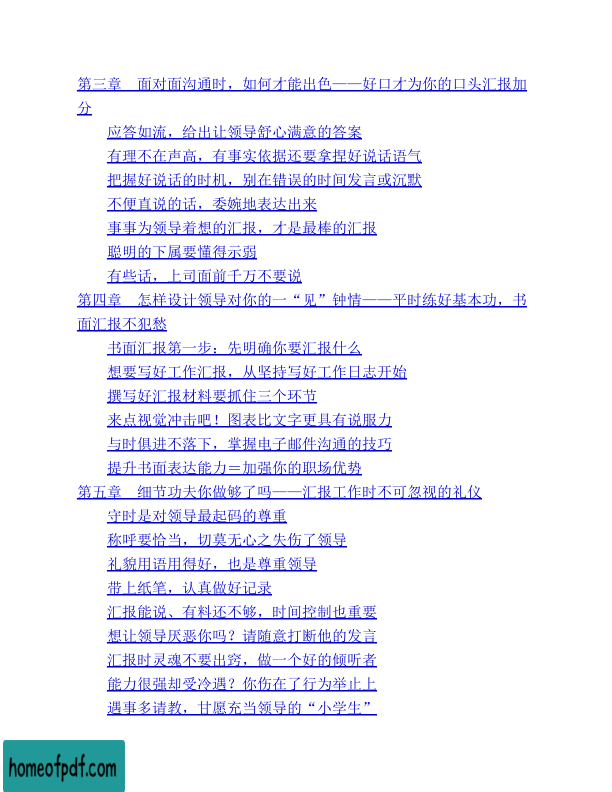 第三章　面对面沟通时，如何才能出色——好口才为你的口头汇报加
分
应答如流，给出让领导舒心满意的答案
有理不在声高，有事实依据还要拿捏好说话语气
把握好说话的时机，别在错误的时间发言或沉默
不便直说的话，委婉地表达出来
事事为领导着想的汇报，才是最棒的汇报
聪明的下属要懂得示弱
有些话，上司面前千万不要说
第四章　怎样设计领导对你的一“见”钟情——平时练好基本功，书
面汇报不犯愁
书面汇报第一步：先明确你要汇报什么
想要写好工作汇报，从坚持写好工作日志开始
撰写好汇报材料要抓住三个环节
来点视觉冲击吧！图表比文字更具有说服力
与时俱进不落下，掌握电子邮件沟通的技巧
提升书面表达能力＝加强你的职场优势
第五章　细节功夫你做够了吗——汇报工作时不可忽视的礼仪
守时是对领导最起码的尊重
称呼要恰当，切莫无心之失伤了领导
礼貌用语用得好，也是尊重领导
带上纸笔，认真做好记录
汇报能说、有料还不够，时间控制也重要
想让领导厌恶你吗？请随意打断他的发言
汇报时灵魂不要出窍，做一个好的倾听者
能力很强却受冷遇？你伤在了行为举止上
遇事多请教，甘愿充当领导的“小学生”
homeofpdf.com